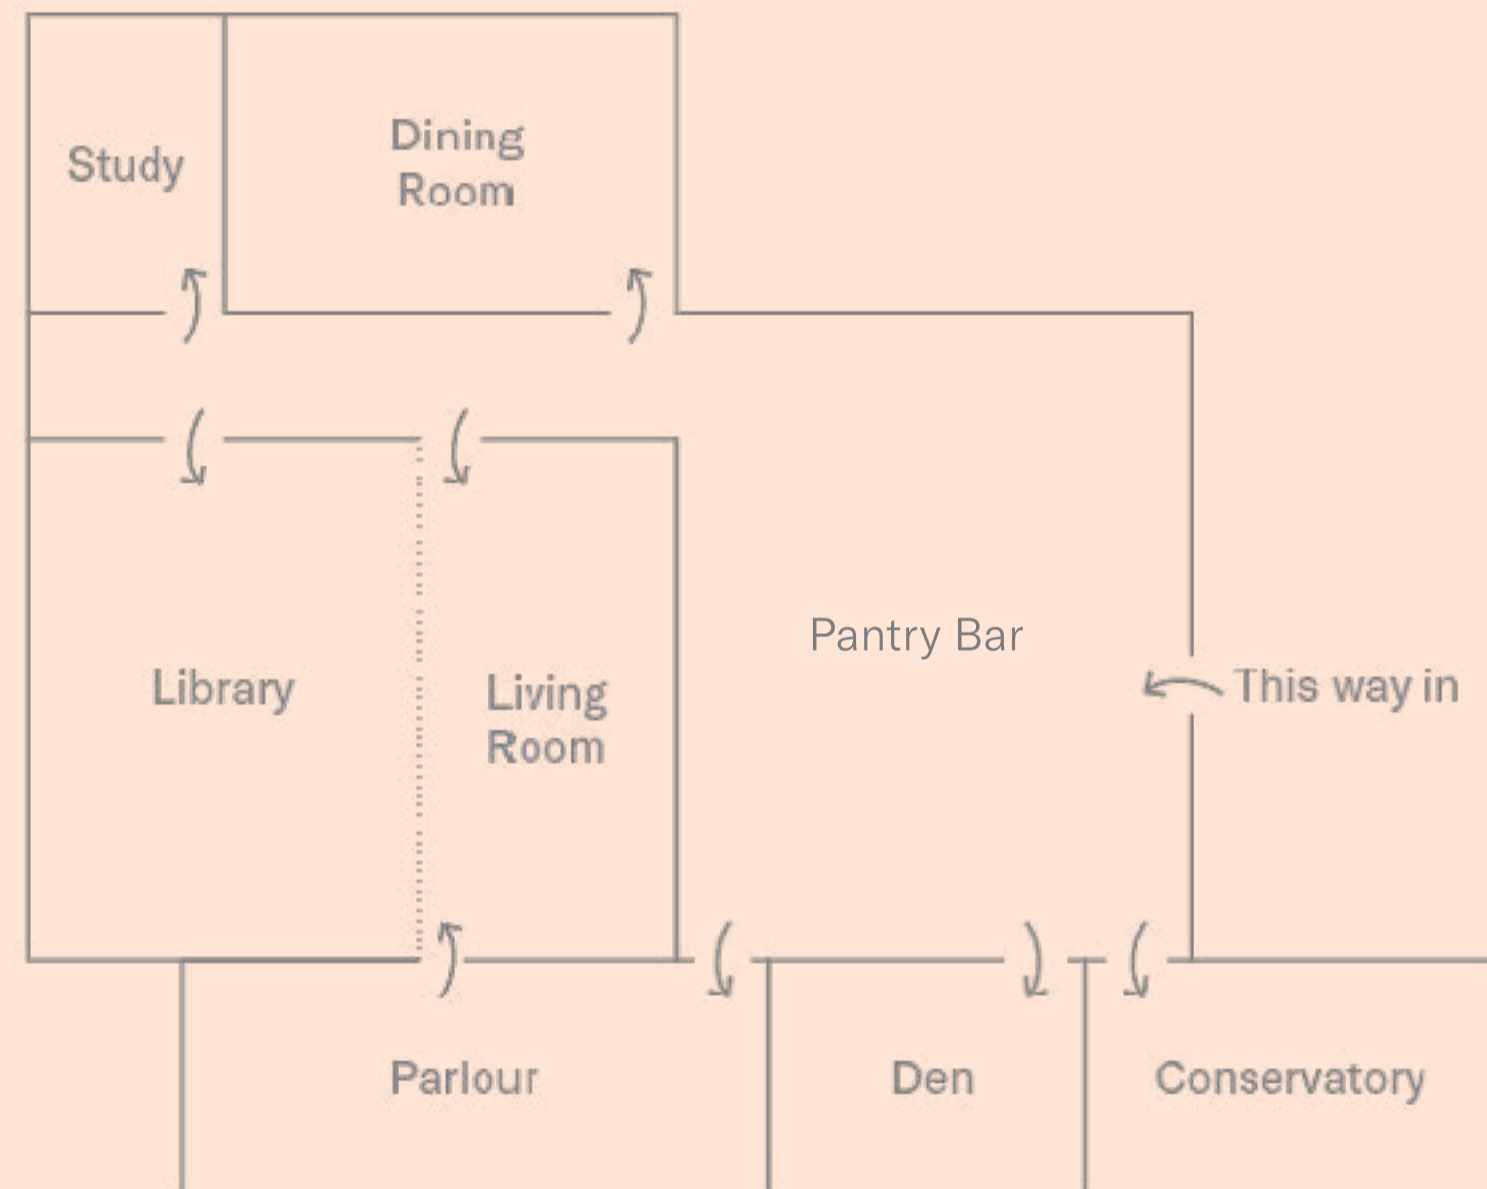 Study
Dining
Room
Pantry Bar
Library
Living
Room
This way in
Parlour
Den
Conservatory